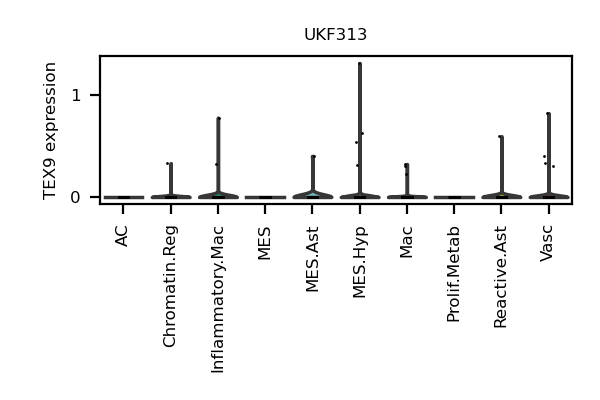 UKF313
TEX9 expression
1
0
AC
Chromatin.Reg
Inflammatory.Mac
MES
MES.Ast
MES.Hyp
Mac
Prolif.Metab
Reactive.Ast
Vasc